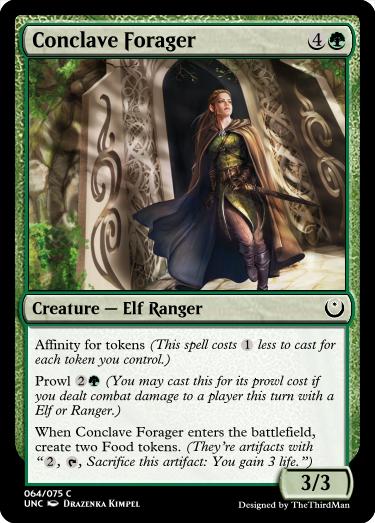 Conclave Forager 4
Creature — Elf Ranger
Affinity for tokens (This spell costs 1 less to cast for
each token you control.)
Prowl 2 (You may cast this for its prowl cost if
you dealt combat damage to a player this turn with a
Elf or Ranger.)
When Conclave Forager enters the battlefield,
create two Food tokens. (They're artifacts with
“2, , Sacrifice this artifact: You gain 3 life.”)
3/3
064/075 C
UNC Drazenka Kimpel
Designed by TheThirdMan